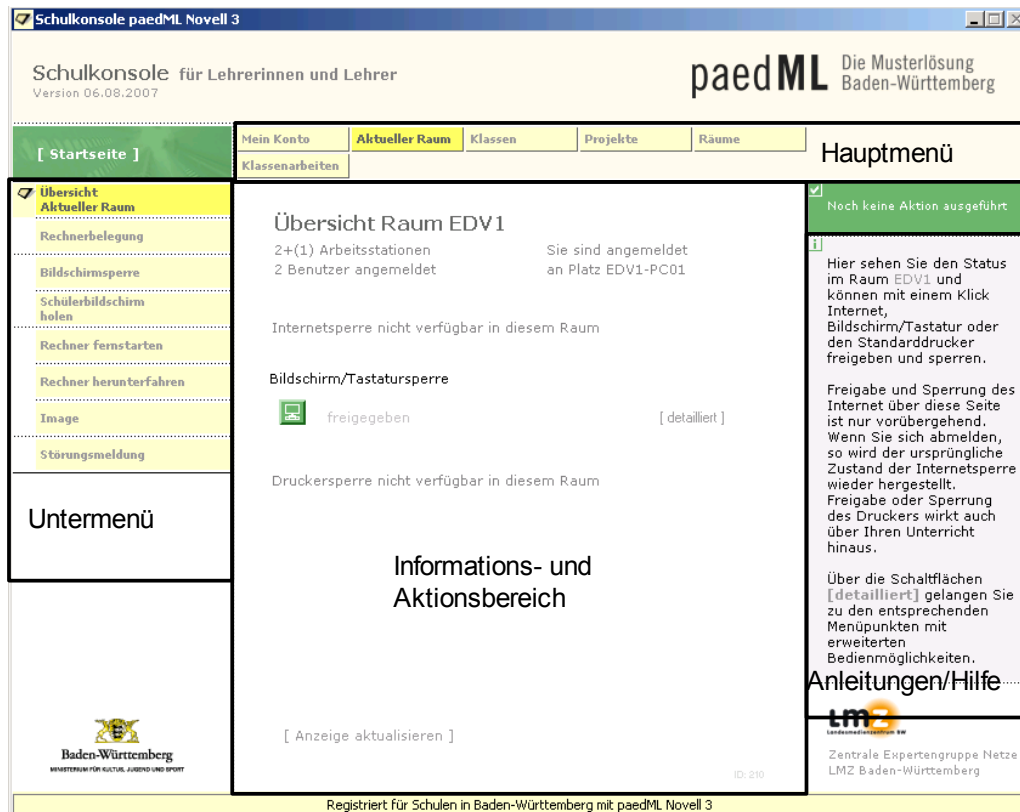 Schulkonsole paedML Novell 3
Schulkonsole für Lehrerinnen und Lehrer
Version 06.08.2007
paedML Die Musterlösung
Baden-Württemberg
[ Startseite ]
Mein Konto
Aktueller Raum
Klassen
Projekte
Räume
Klassenarbeiten
Hauptmenü
Übersicht
Aktueller Raum
Rechnerbelegung
Bildschirmsperre
Schülerbildschirm
holen
Rechner fernstarten
Rechner herunterfahren
Image
Störungsmeldung
Untermenü
Übersicht Raum EDV1
2+(1) Arbeitsstationen
2 Benutzer angemeldet
Sie sind angemeldet
an Platz EDV1-PC01
Internetsperre nicht verfügbar in diesem Raum
Bildschirm/Tastatursperre
freigegeben
[ detailliert ]
Druckersperre nicht verfügbar in diesem Raum
Informations- und
Aktionsbereich
[ Anzeige aktualisieren ]
ID: 210
Noch keine Aktion ausgeführt
Hier sehen Sie den Status
im Raum EDV1 und
können mit einem Klick
Internet,
Bildschirm/Tastatur oder
den Standarddrucker
freigeben und sperren.
Freigabe und Sperrung des
Internet über diese Seite
ist nur vorübergehend.
Wenn Sie sich abmelden,
so wird der ursprüngliche
Zustand der Internetsperre
wieder hergestellt.
Freigabe oder Sperrung
des Druckers wirkt auch
über Ihren Unterricht
hinaus.
Über die Schaltflächen
[detailliert] gelangen Sie
zu den entsprechenden
Menüpunkten mit
erweiterten
Bedienmöglichkeiten.
Anleitungen/Hilfe
LMZ
Landesmedienzentrum BW
Zentrale Expertengruppe Netze
LMZ Baden-Württemberg
Baden-Württemberg
MINISTERIUM FÜR KULTUS, JUGEND UND SPORT
Registriert für Schulen in Baden-Württemberg mit paedML Novell 3